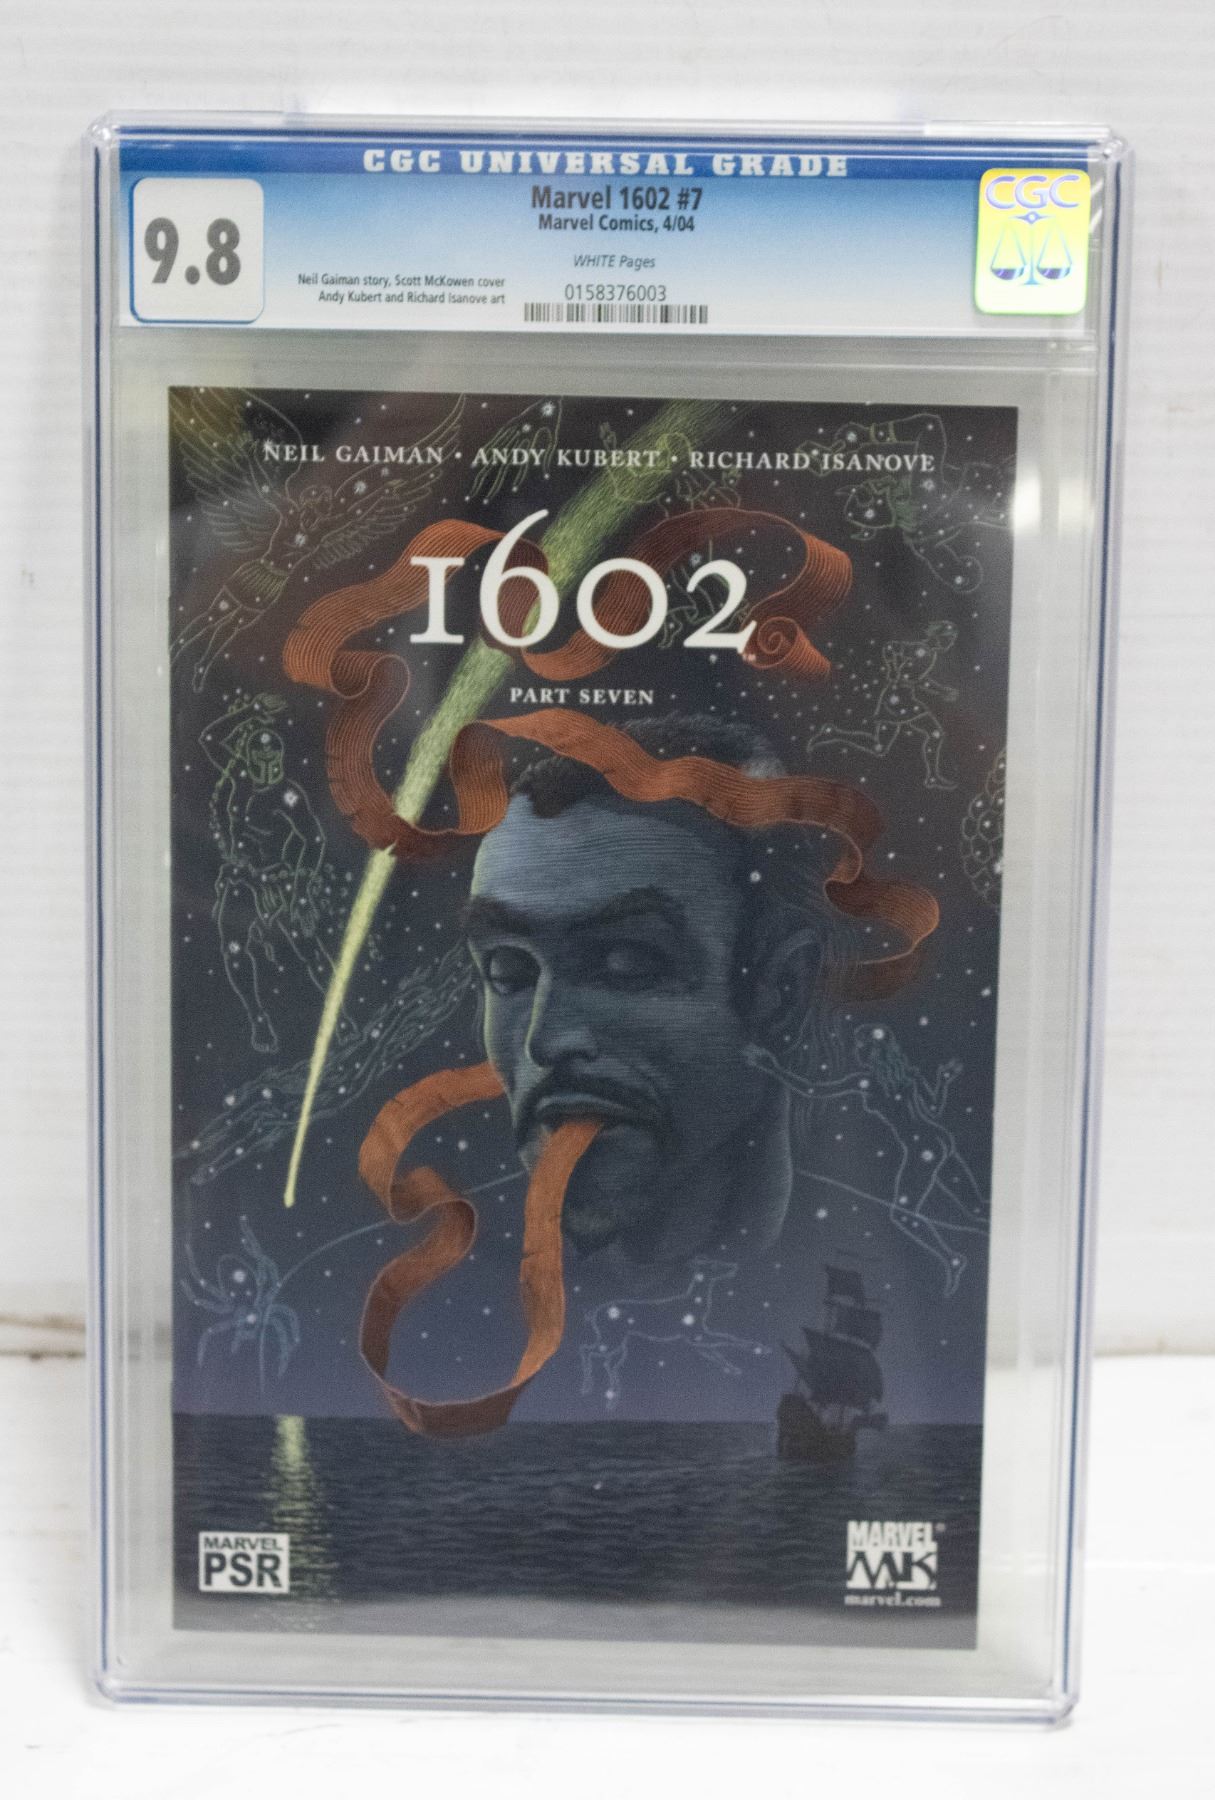 CGC UNIVERSAL GRADE
9.8
Marvel 1602 #7
Marvel Comics, 4/04
WHITE Pages
Neil Gaiman story, Scott McKowen cover
Andy Kubert and Richard Isanove art
0158376003
CGC
NEIL GAIMAN • ANDY KUBERT • RICHARD ISANOVE
1602
PART SEVEN
MARVEL
PSR
MARVEL®
MK
marvel.com